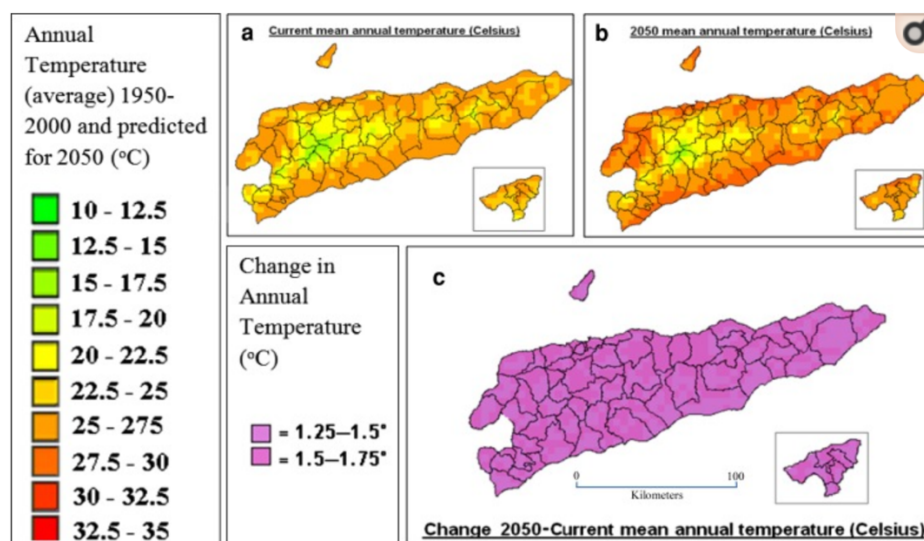 Annual
Temperature
(average) 1950-
2000 and predicted
for 2050 (°C)
10 - 12.5
12.5 - 15
15 - 17.5
17.5 - 20
20 - 22.5
22.5 - 25
25 - 275
27.5 - 30
30 - 32.5
32.5 - 35
a
Current mean annual temperature (Celsius)
b
2050 mean annual temperature (Celsius)
Change in
Annual
Temperature
(°C)
= 1.25—1.5°
= 1.5—1.75°
c
0 100
Kilometers
Change 2050-Current mean annual temperature (Celsius)